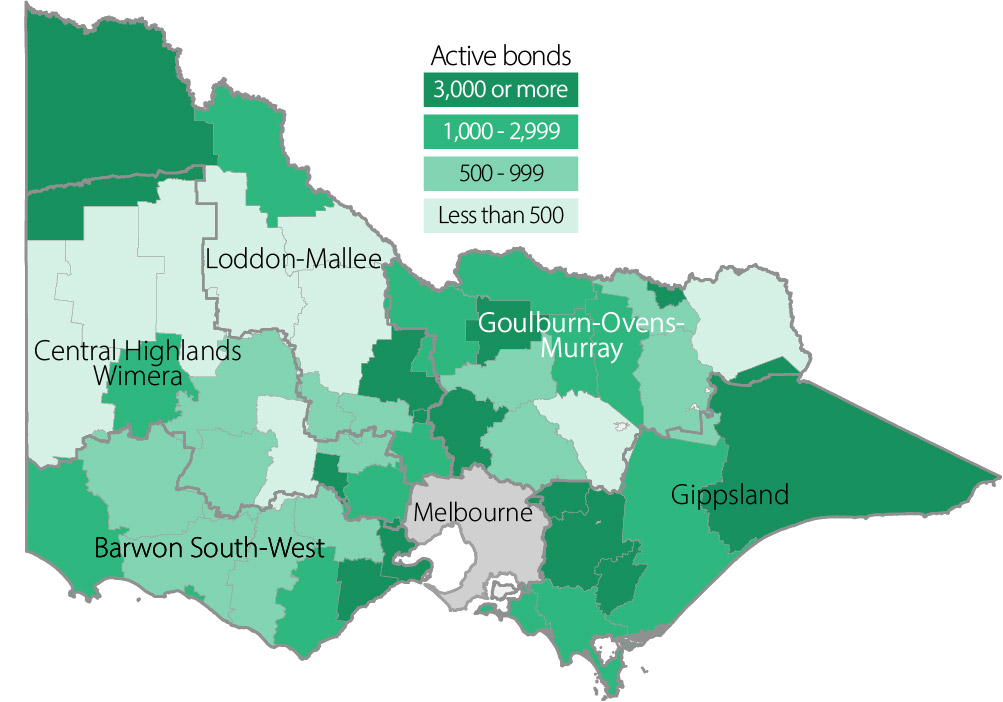 Active bonds
3,000 or more
1,000 - 2,999
500 - 999
Less than 500
Loddon-Mallee
Goulburn-Ovens-
Murray
Central Highlands
Wimera
Gippsland
Melbourne
Barwon South-West